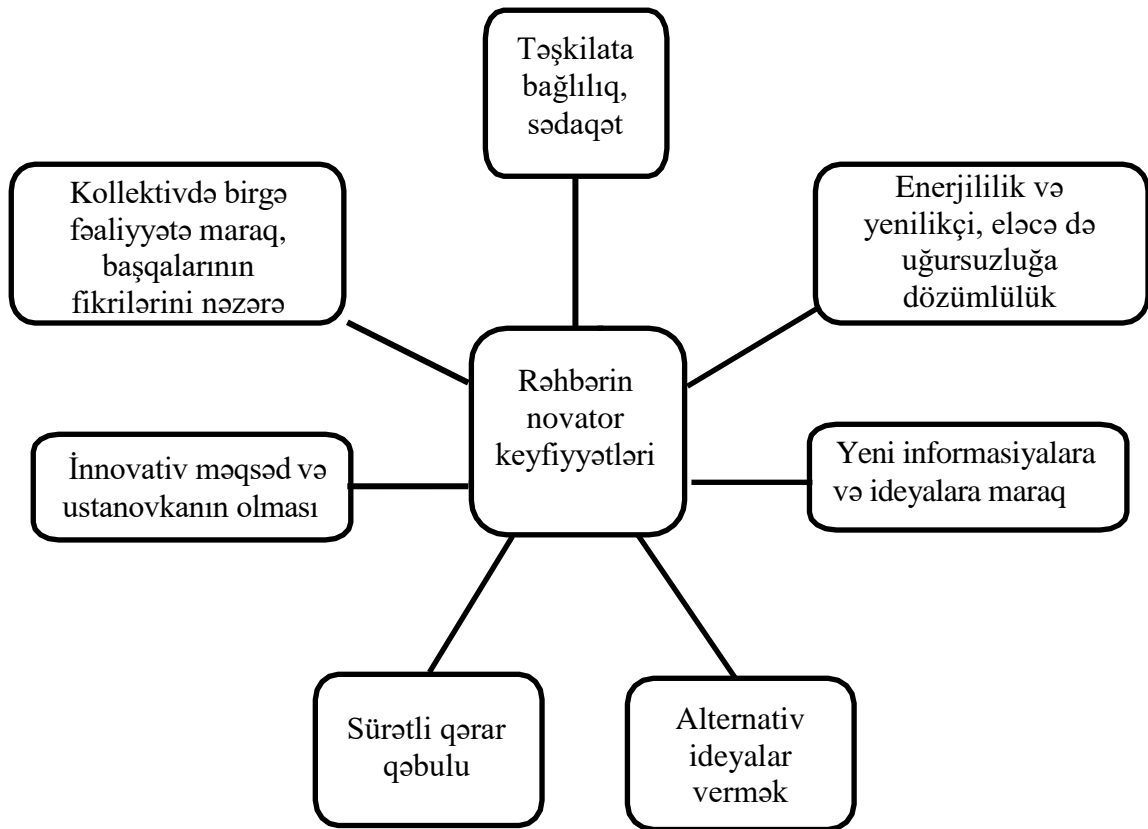 Təşkilata
bağlılıq,
sədaqət
Kollektivdə birgə
fəaliyyətə maraq,
başqalarının
fikrilərini nəzərə
Enerjililik və
yenilikçi, eləcə də
uğursuzluğa
dözümlülük
Rəhbərin
novator
keyfiyyətləri
İnnovativ məqsəd və
ustanovkanın olması
Yeni informasiyalara
və ideyalara maraq
Sürətli qərar
qəbulu
Alternativ
ideyalar
vermək